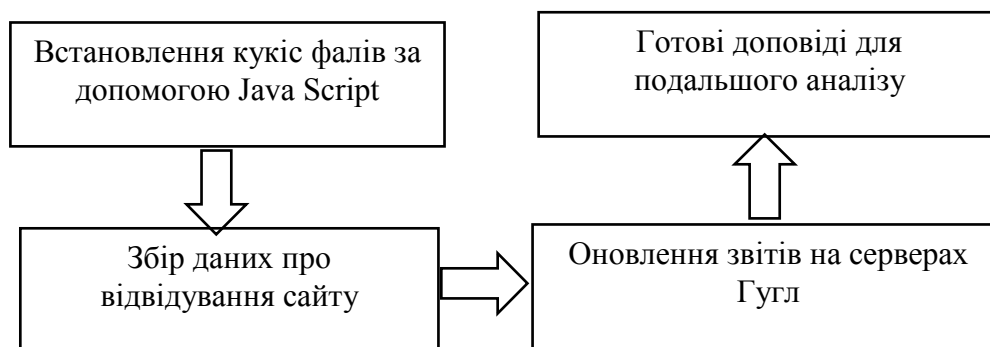 Встановлення кукіс фалів за
допомогою Java Script
Готові доповіді для
подальшого аналізу
Збір даних про
відвідування сайту
Оновлення звітів на серверах
Гугл